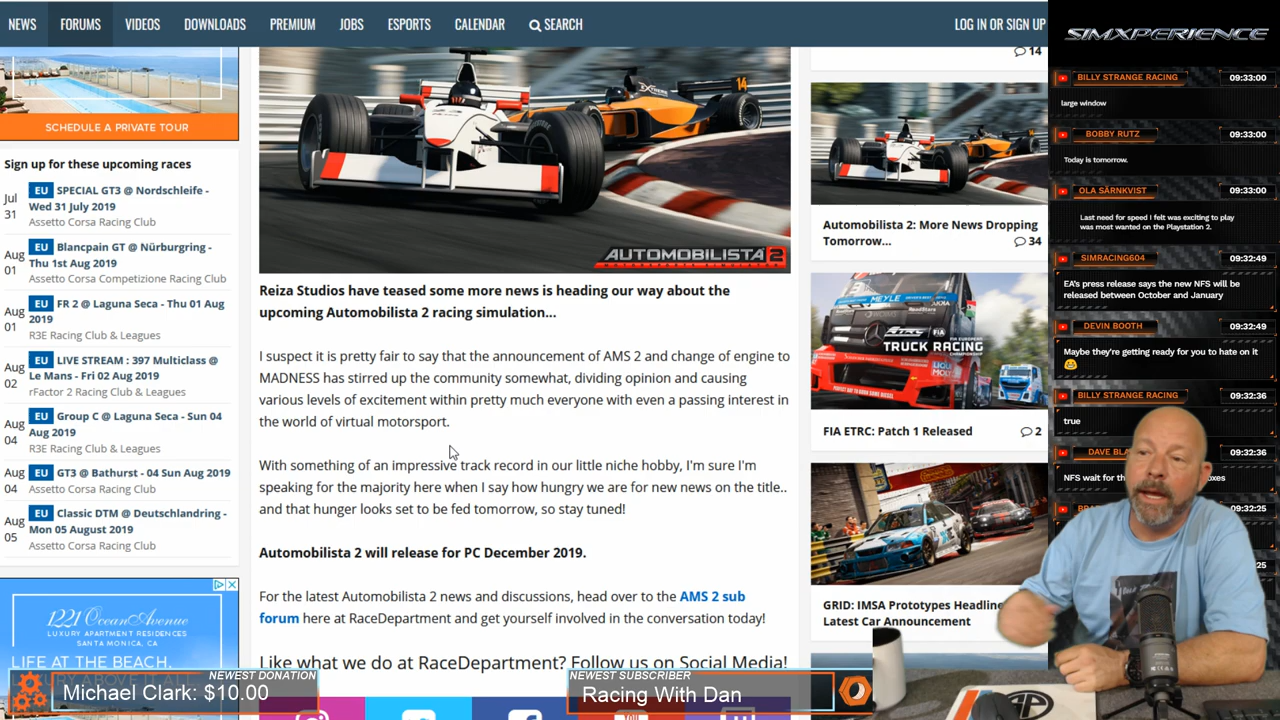 NEWS FORUMS VIDEOS DOWNLOADS PREMIUM JOBS ESPORTS CALENDAR SEARCH LOG IN OR SIGN UP
SCHEDULE A PRIVATE TOUR
Sign up for these upcoming races
Jul 31
EU SPECIAL GT3 @ Nordschleife -
Wed 31 July 2019
Assetto Corsa Racing Club
Aug 01
EU Blancpain GT @ Nürburgring -
Thu 1st Aug 2019
Assetto Corsa Competizione Racing Club
Aug 01
EU FR 2 @ Laguna Seca - Thu 01 Aug
2019
R3E Racing Club & Leagues
Aug 02
EU LIVE STREAM : 397 Multiclass @
Le Mans - Fri 02 Aug 2019
rFactor 2 Racing Club & Leagues
Aug 04
EU Group C @ Laguna Seca - Sun 04
Aug 2019
R3E Racing Club & Leagues
Aug 04
EU GT3 @ Bathurst - 04 Sun Aug 2019
Assetto Corsa Racing Club
Aug 05
EU Classic DTM @ Deutschlandring -
Mon 05 August 2019
Assetto Corsa Racing Club
1221 Ocean Avenue
LUXURY APARTMENT RESIDENCES
SANTA MONICA, CA
LIFE AT THE BEACH,
14
AUTOMOBILISTA 2
Reiza Studios have teased some more news is heading our way about the
upcoming Automobilista 2 racing simulation...
I suspect it is pretty fair to say that the announcement of AMS 2 and change of engine to
MADNESS has stirred up the community somewhat, dividing opinion and causing
various levels of excitement within pretty much everyone with even a passing interest in
the world of virtual motorsport.
With something of an impressive track record in our little niche hobby, I'm sure I'm
speaking for the majority here when I say how hungry we are for new news on the title..
and that hunger looks set to be fed tomorrow, so stay tuned!
Automobilista 2 will release for PC December 2019.
For the latest Automobilista 2 news and discussions, head over to the AMS 2 sub
forum here at RaceDepartment and get yourself involved in the conversation today!
Like what we do at RaceDepartment? Follow us on Social Media!
14
Automobilista 2: More News Dropping
Tomorrow...
34
MEYLE
ETRC
FIA
TRUCK RACING
LIQUI MOLY
FIA ETRC: Patch 1 Released
2
GRID: IMSA Prototypes Headline
Latest Car Announcement
SIMXPERIENCE
BILLY STRANGE RACING 09:33:00
large window
BOBBY RUTZ 09:33:00
Today is tomorrow.
OLA SÄRNKVIST 09:33:00
Last need for speed I felt was exciting to play
was most wanted on the Playstation 2.
SIMRACING604 09:32:49
EA's press release says the new NFS will be
released between October and January
DEVIN BOOTH 09:32:49
Maybe they're getting ready for you to hate on it
BILLY STRANGE RACING 09:32:36
true
09:32:36
NFS wait for th
09:32:25
NEWEST DONATION
Michael Clark: $10.00
NEWEST SUBSCRIBER
Racing With Dan